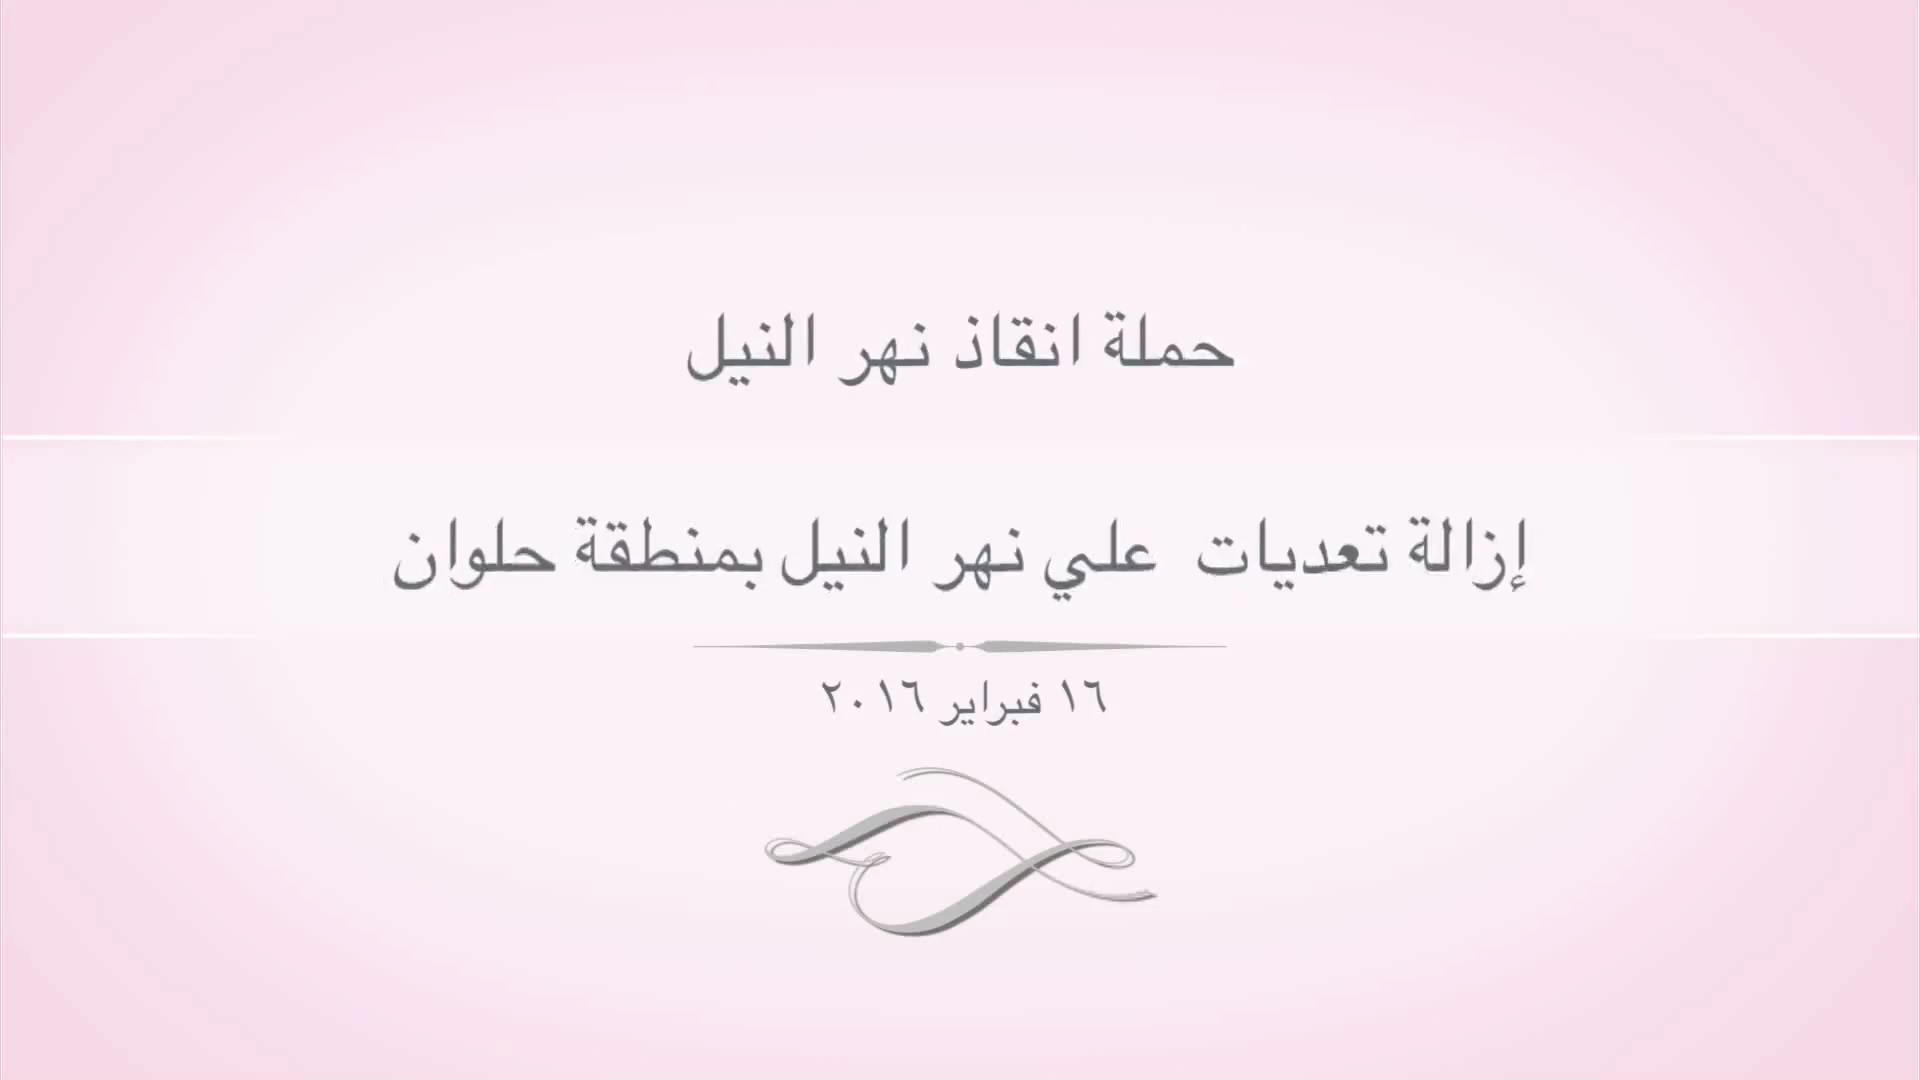 حملة انقاذ نهر النيل
إزالة تعديات علي نهر النيل بمنطقة حلوان
١٦ فبراير ٢٠١٦